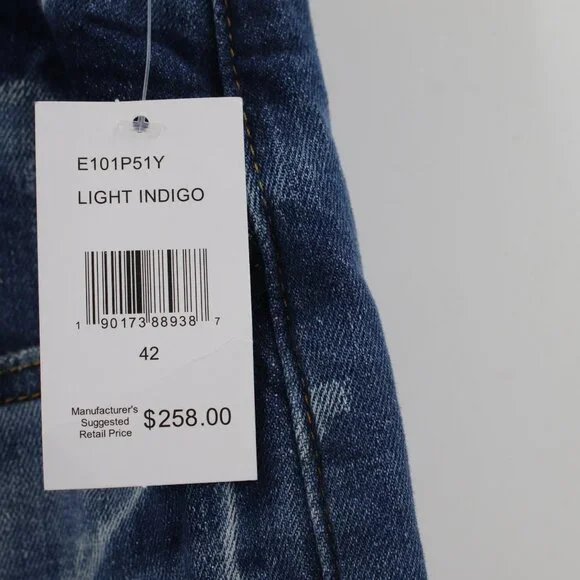 E101P51Y
LIGHT INDIGO
1 90173 88938 7
42
Manufacturer's
Suggested
Retail Price
$258.00